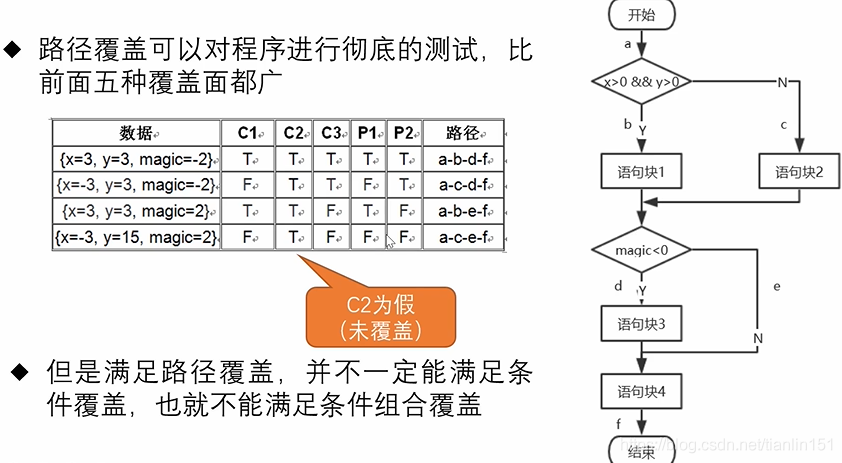 路径覆盖可以对程序进行彻底的测试，比
前面五种覆盖面都广
数据 C1 C2 C3 P1 P2 路径
{x=3, y=3, magic=-2} T T T T T a-b-d-f
{x=-3, y=3, magic=-2} F T T F T a-c-d-f
{x=3, y=3, magic=2} T T F T F a-b-e-f
{x=-3, y=15, magic=2} F T F F F a-c-e-f
C2为假
（未覆盖）
但是满足路径覆盖，并不一定能满足条
件覆盖，也就不能满足条件组合覆盖
开始
a
x>0 && y>0
N
b Y
c
语句块1
语句块2
magic<0
d Y
e
语句块3
N
语句块4
f
结束
https://blog.csdn.net/tianlin151